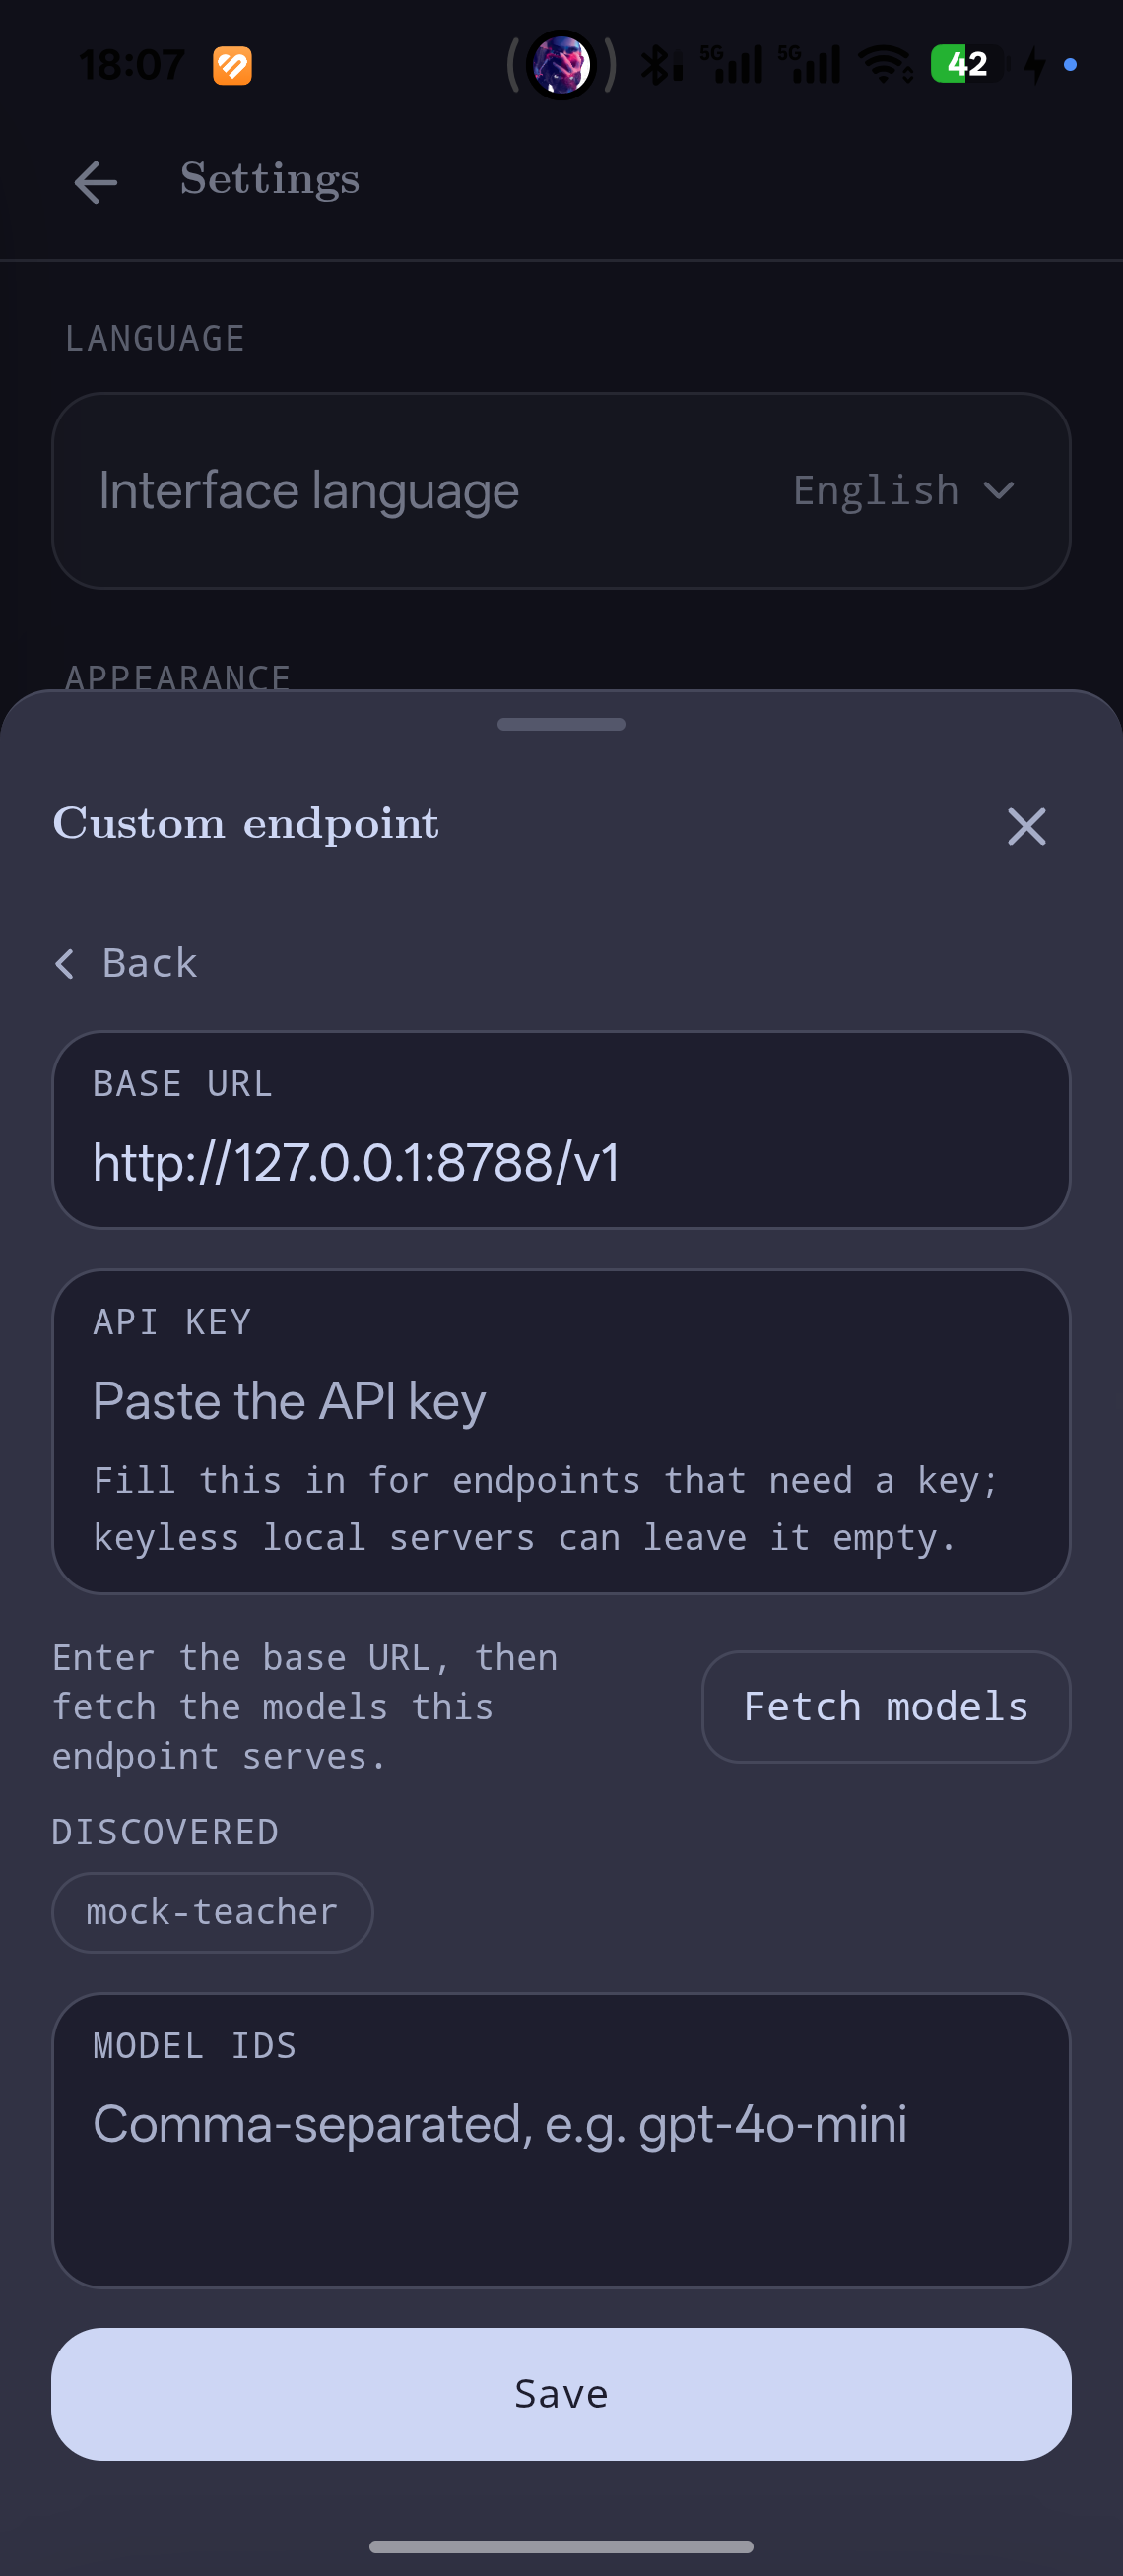 18:07
5G
5G
42
Settings
LANGUAGE
Interface language
English
APPEARANCE
Custom endpoint
Back
BASE URL
http://127.0.0.1:8788/v1
API KEY
Paste the API key
Fill this in for endpoints that need a key;
keyless local servers can leave it empty.
Enter the base URL, then
fetch the models this
endpoint serves.
Fetch models
DISCOVERED
mock-teacher
MODEL IDS
Comma-separated, e.g. gpt-4o-mini
Save